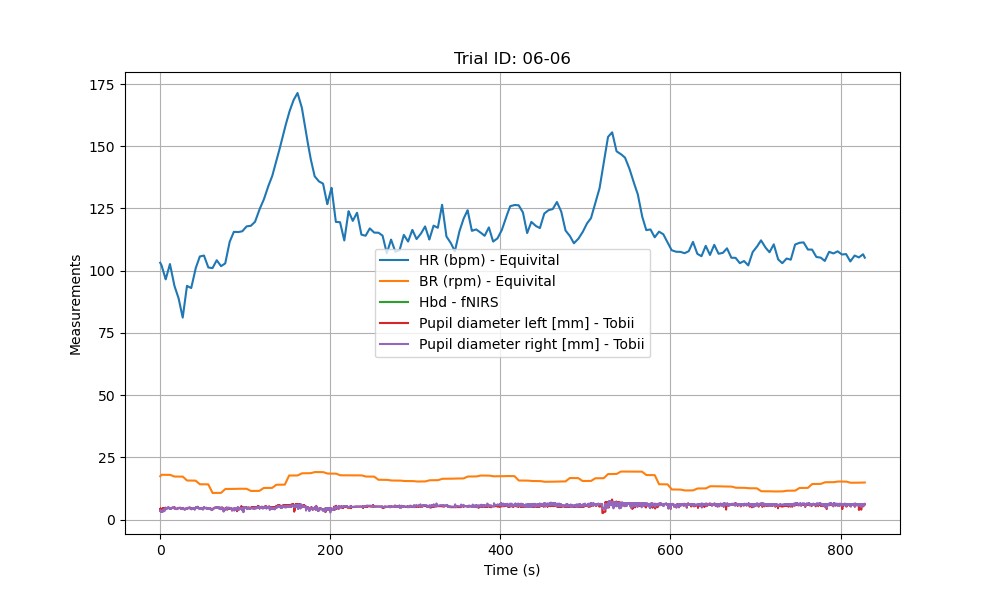 Trial ID: 06-06
175
150
125
100
75
50
25
0
Measurements
HR (bpm) - Equivital
BR (rpm) - Equivital
Hbd - fNIRS
Pupil diameter left [mm] - Tobii
Pupil diameter right [mm] - Tobii
0
200
400
600
800
Time (s)